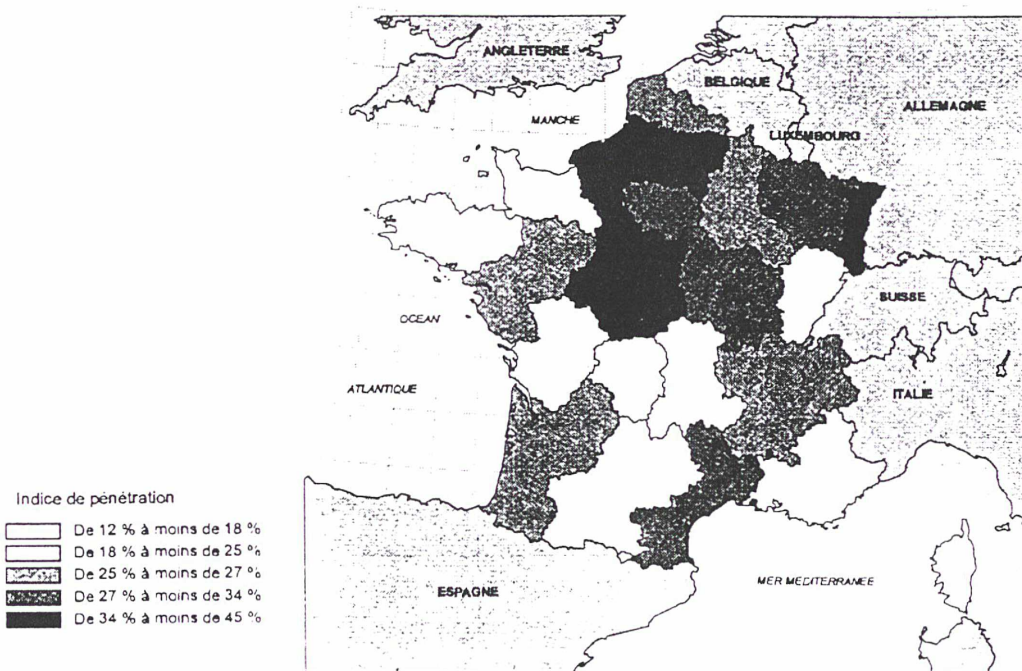 ANGLETERRE
BELGIQUE
ALLEMAGNE
MANCHE
LUXEMBOURG
SUISSE
OCEAN
ATLANTIQUE
ITALIE
Indice de pénétration
De 12 % à moins de 18 %
De 18 % à moins de 25 %
De 25 % à moins de 27 %
De 27 % à moins de 34 %
De 34 % à moins de 45 %
ESPAGNE
MER MEDITERRANEE